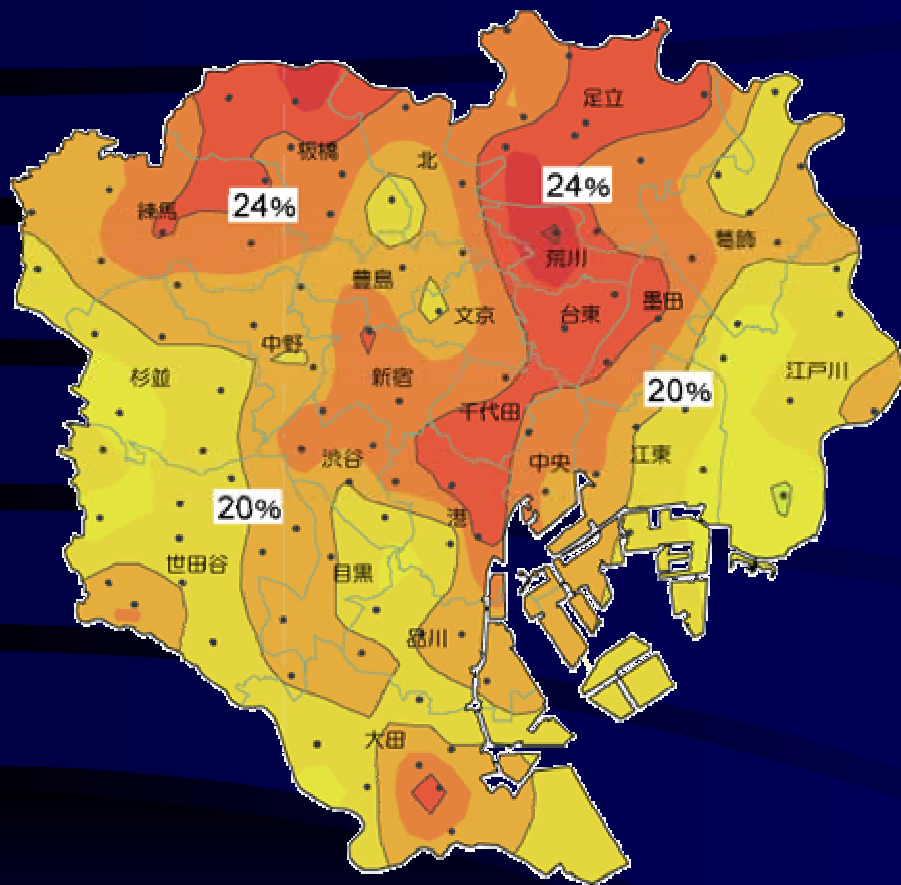 足立
板橋
北
24%
24%
練馬
葛飾
荒川
豊島
墨田
文京
台東
中野
杉並
新宿
江戸川
20%
千代田
渋谷
中央
江東
20%
港
世田谷
目黒
品川
大田